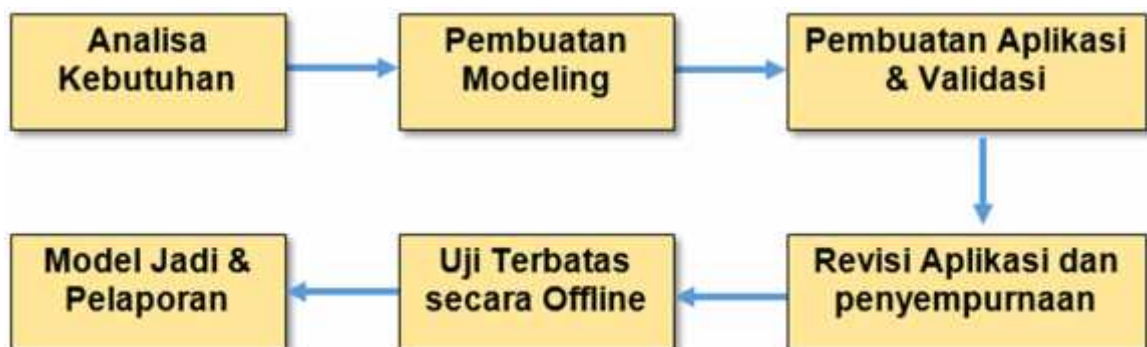 Analisa
Kebutuhan
Pembuatan
Modeling
Pembuatan Aplikasi
& Validasi
Revisi Aplikasi dan
penyempurnaan
Uji Terbatas
secara Offline
Model Jadi &
Pelaporan